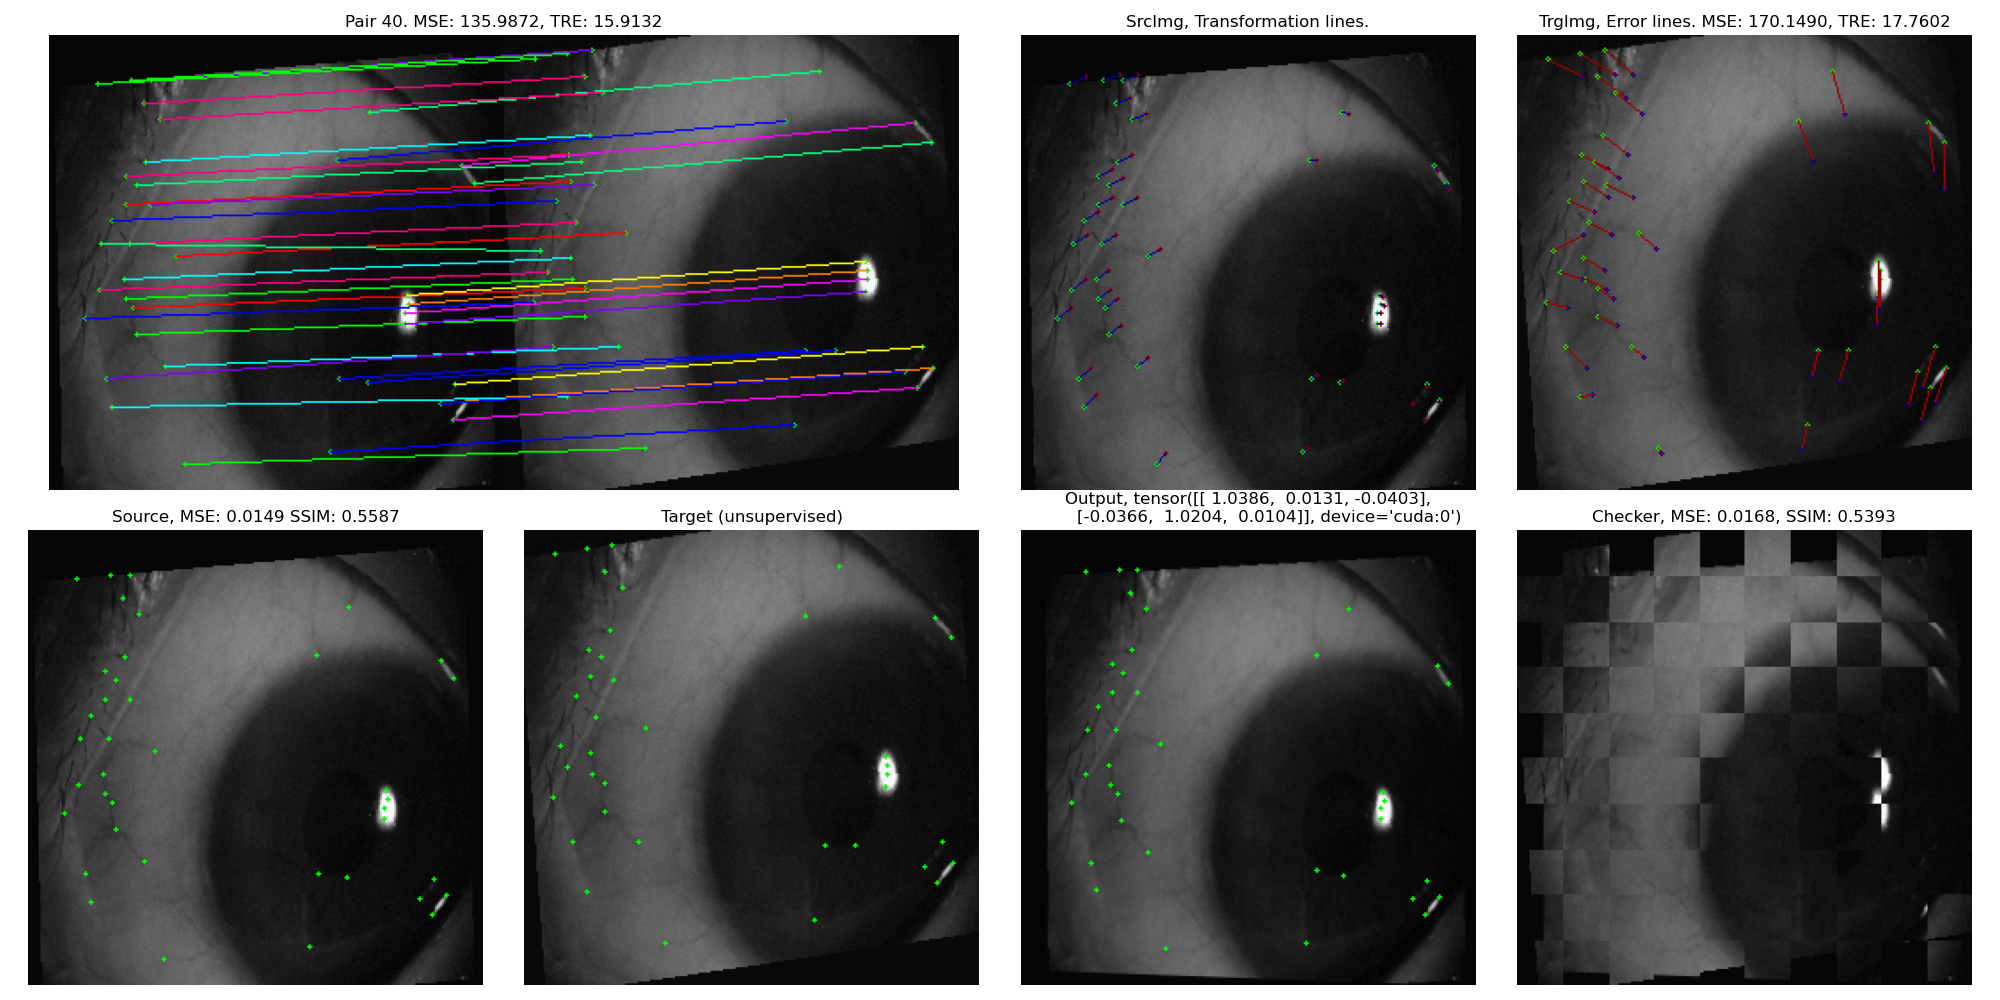 Pair 40. MSE: 135.9872, TRE: 15.9132
SrcImg, Transformation lines.
TrgImg, Error lines. MSE: 170.1490, TRE: 17.7602
Source, MSE: 0.0149 SSIM: 0.5587
Target (unsupervised)
Output, tensor([[ 1.0386,  0.0131, -0.0403],
[-0.0366,  1.0204,  0.0104]], device='cuda:0')
Checker, MSE: 0.0168, SSIM: 0.5393